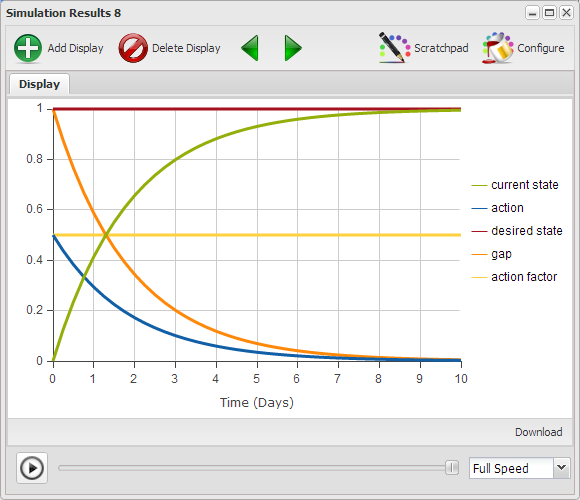 Simulation Results 8
Add Display Delete Display Scratchpad Configure
Display
1
0.8
0.6
0.4
0.2
0
0 1 2 3 4 5 6 7 8 9 10
Time (Days)
current state
action
desired state
gap
action factor
Download
Full Speed